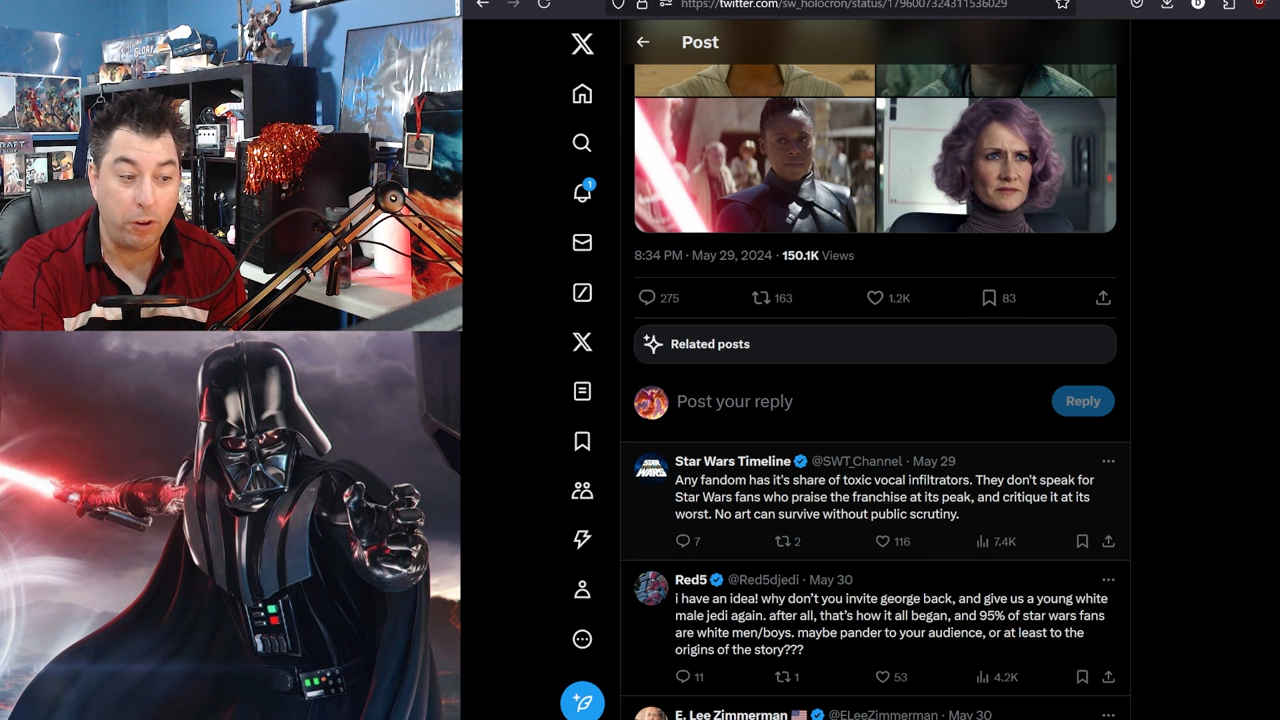 https://twitter.com/sw_holocron/status/1796007324311536029
Post
1
8:34 PM · May 29, 2024 · 150.1K Views
275 163 1.2K 83
Related posts
Post your reply
Reply
STAR WARS
Star Wars Timeline @SWT_Channel · May 29
Any fandom has it's share of toxic vocal infiltrators. They don't speak for
Star Wars fans who praise the franchise at its peak, and critique it at its
worst. No art can survive without public scrutiny.
7 2 116 7.4K
Red5 @Red5djedi · May 30
i have an idea! why don’t you invite george back, and give us a young white
male jedi again. after all, that’s how it all began, and 95% of star wars fans
are white men/boys. maybe pander to your audience, or at least to the
origins of the story???
11 1 53 4.2K
E. Lee Zimmerman @ELeeZimmerman · May 30